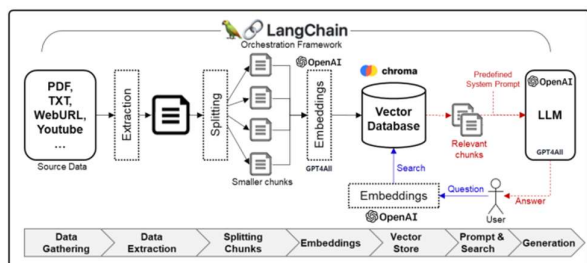 LangChain
Orchestration Framework
PDF,
TXT,
WebURL,
Youtube
...
Source Data
Extraction
Splitting
Smaller chunks
OpenAI
Embeddings
GPT4All
chroma
Vector
Database
Search
Embeddings
OpenAI
Predefined
System Prompt
Relevant
chunks
OpenAI
LLM
GPT4All
Question
Answer
User
Data
Gathering
Data
Extraction
Splitting
Chunks
Embeddings
Vector
Store
Prompt &
Search
Generation